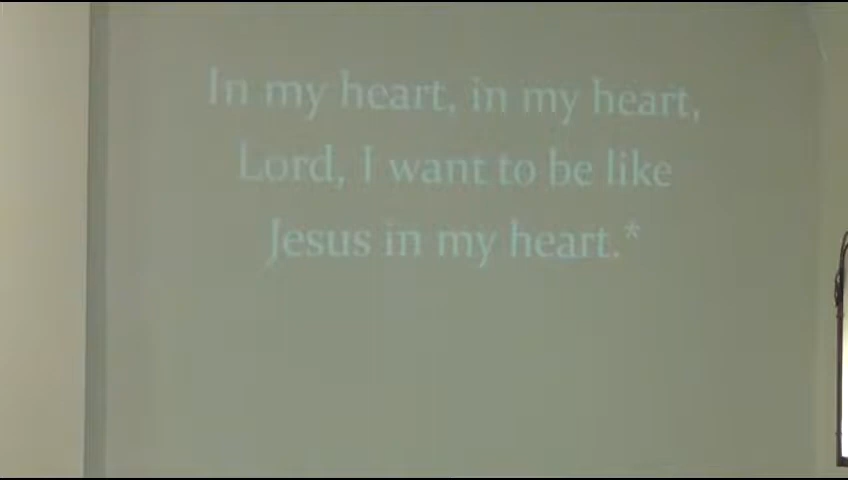 In my heart, in my heart,
Lord, I want to be like
Jesus in my heart.*